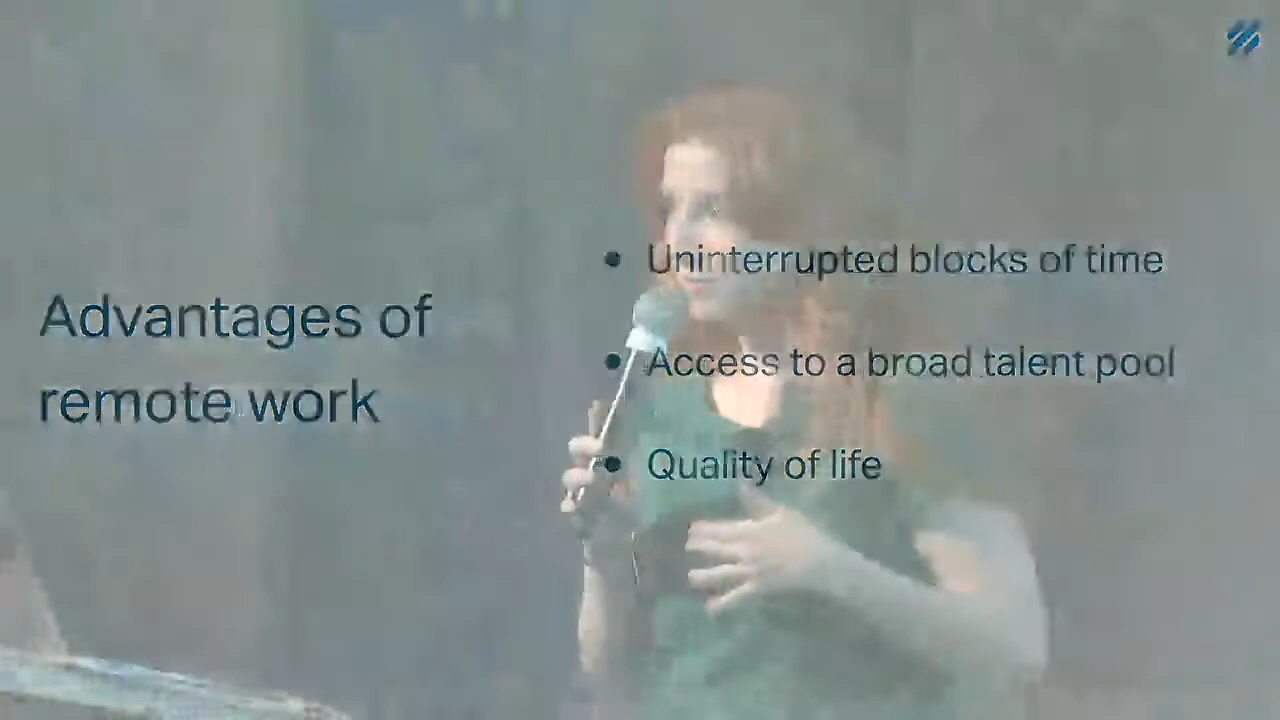 Advantages of
remote work
• Uninterrupted blocks of time
• Access to a broad talent pool
• Quality of life